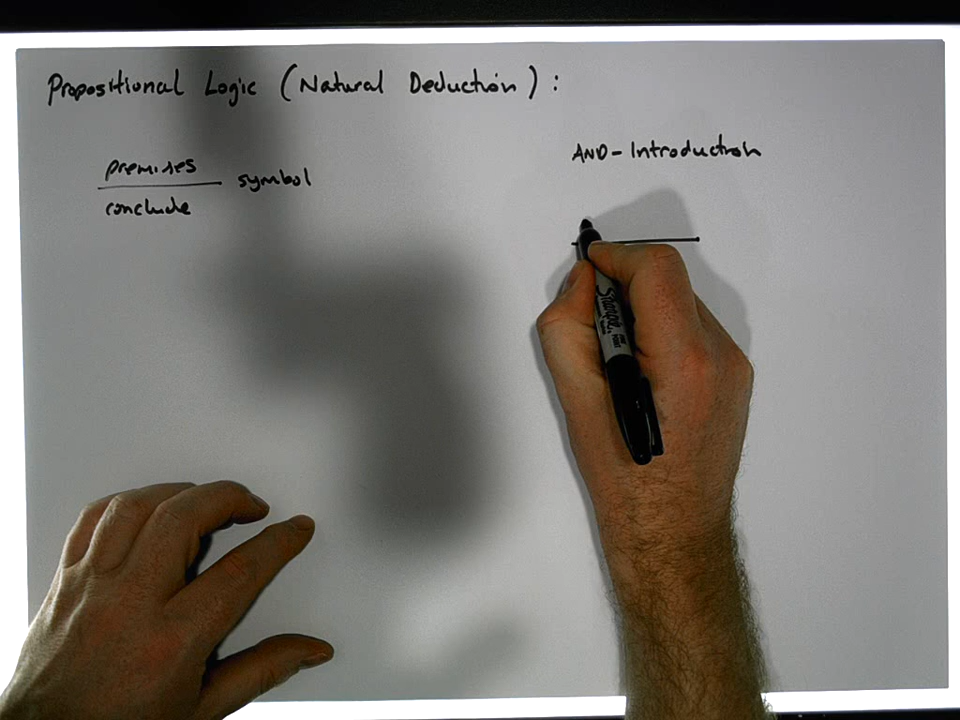 Propositional Logic (Natural Deduction):
premises
conclude
symbol
AND-Introduction
Sharpie